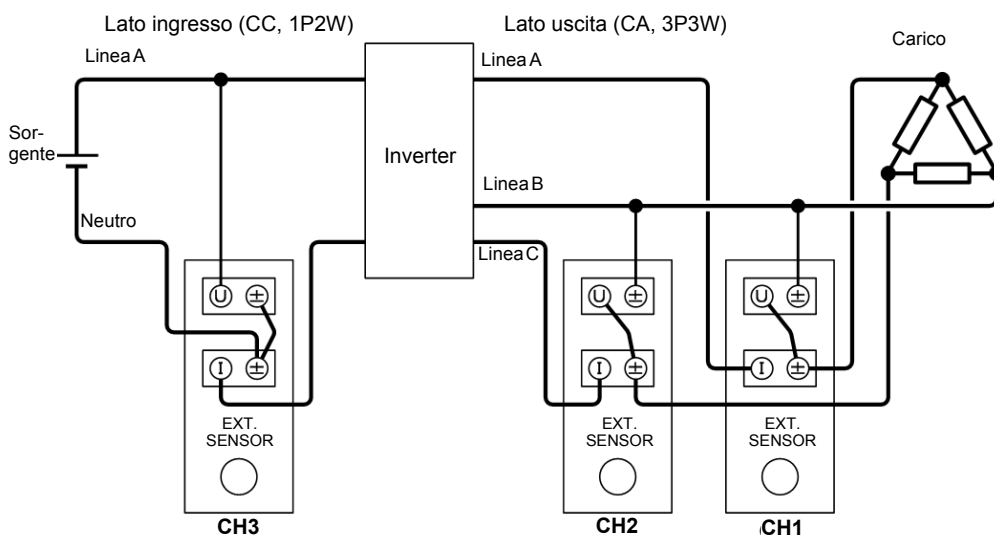 Lato ingresso (CC, 1P2W)
Lato uscita (CA, 3P3W)
Linea A
Linea A
Carico
Sor-
gente
Inverter
Linea B
Neutro
Linea C
U ±
U ±
U ±
I ±
I ±
I ±
EXT.
SENSOR
EXT.
SENSOR
EXT.
SENSOR
CH3
CH2
CH1